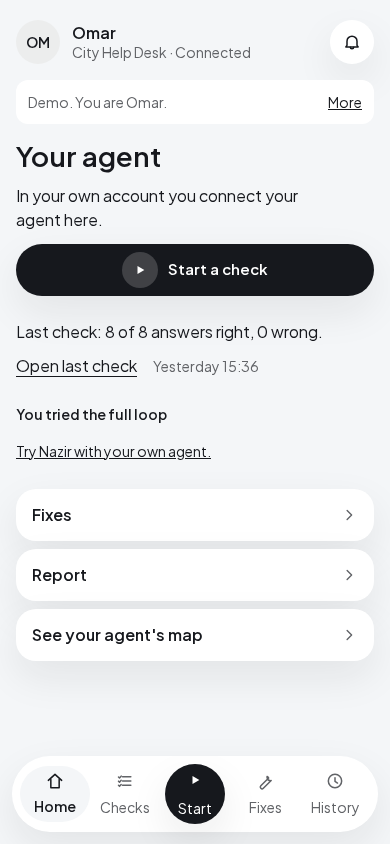 OM
Omar
City Help Desk · Connected
Demo. You are Omar.
More
Your agent
In your own account you connect your
agent here.
Start a check
Last check: 8 of 8 answers right, 0 wrong.
Open last check
Yesterday 15:36
You tried the full loop
Try Nazir with your own agent.
Fixes
Report
See your agent's map
Home
Checks
Start
Fixes
History